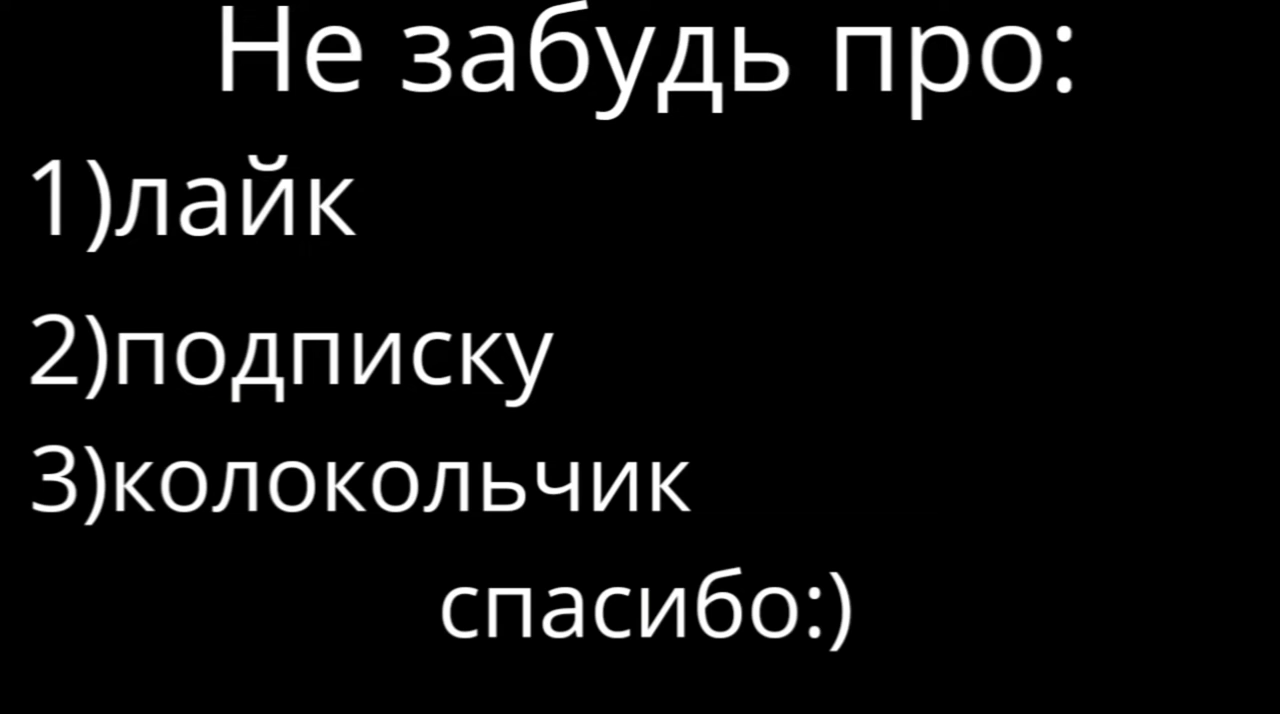 Не забудь про:
1)лайк
2)подписку
3)колокольчик
спасибо:)